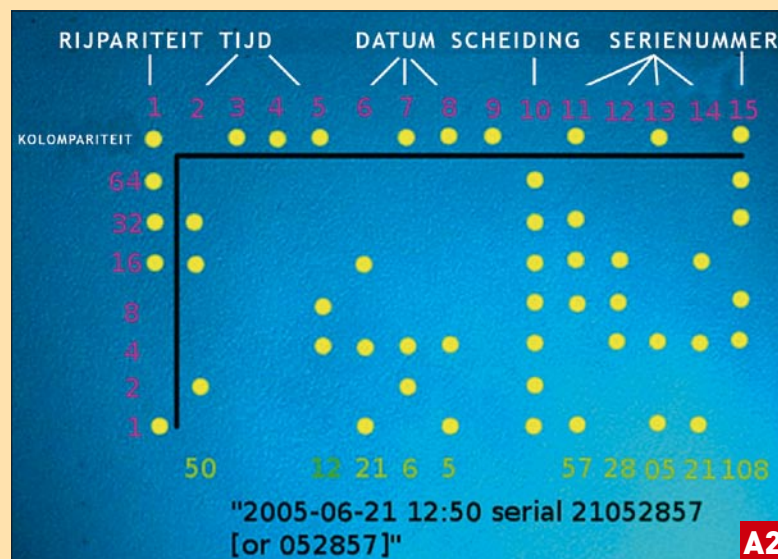 RIJPARITEIT TIJD DATUM SCHEIDING SERIENUMMER
1 2 3 4 5 6 7 8 9 10 11 12 13 14 15
KOLOMPARITEIT
64
32
16
8
4
2
1
50 12 21 6 5 57 28 05 21 108
"2005-06-21 12:50 serial 21052857
[or 052857]"
A2